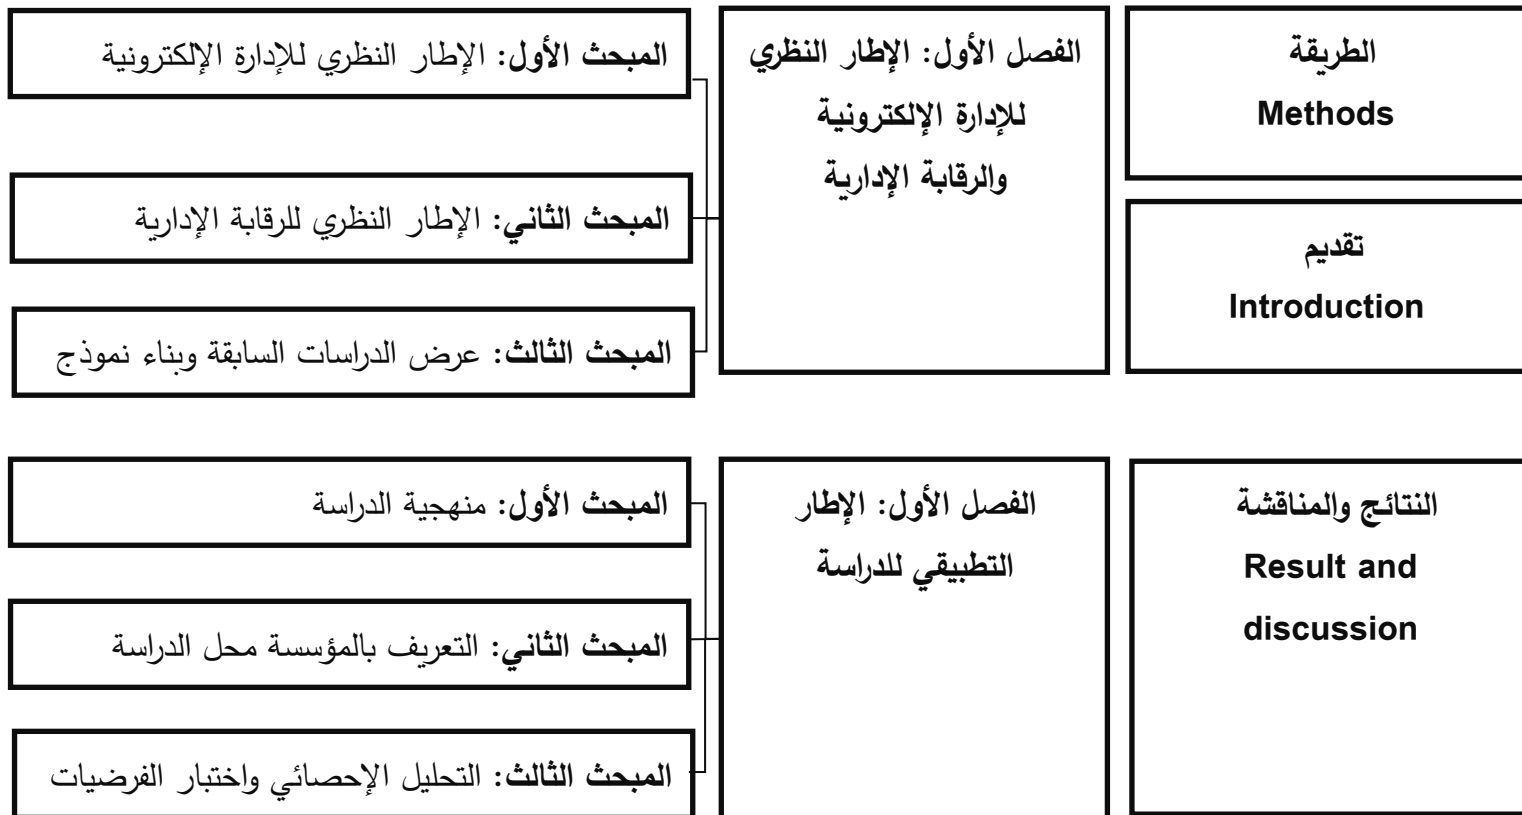 الطريقة
Methods
تقديم
Introduction
الفصل الأول: الإطار النظري
للإدارة الإلكترونية
والرقابة الإدارية
المبحث الأول: الإطار النظري للإدارة الإلكترونية
المبحث الثاني: الإطار النظري للرقابة الإدارية
المبحث الثالث: عرض الدراسات السابقة وبناء نموذج
النتائج والمناقشة
Result and
discussion
الفصل الأول: الإطار
التطبيقي للدراسة
المبحث الأول: منهجية الدراسة
المبحث الثاني: التعريف بالمؤسسة محل الدراسة
المبحث الثالث: التحليل الإحصائي واختبار الفرضيات